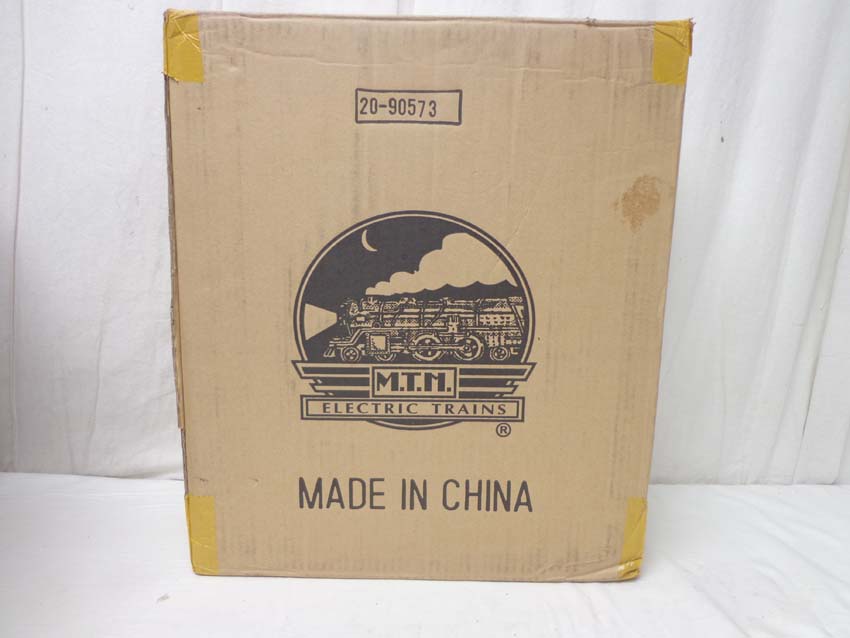 20-90573
M.T.H.
ELECTRIC TRAINS
®
MADE IN CHINA